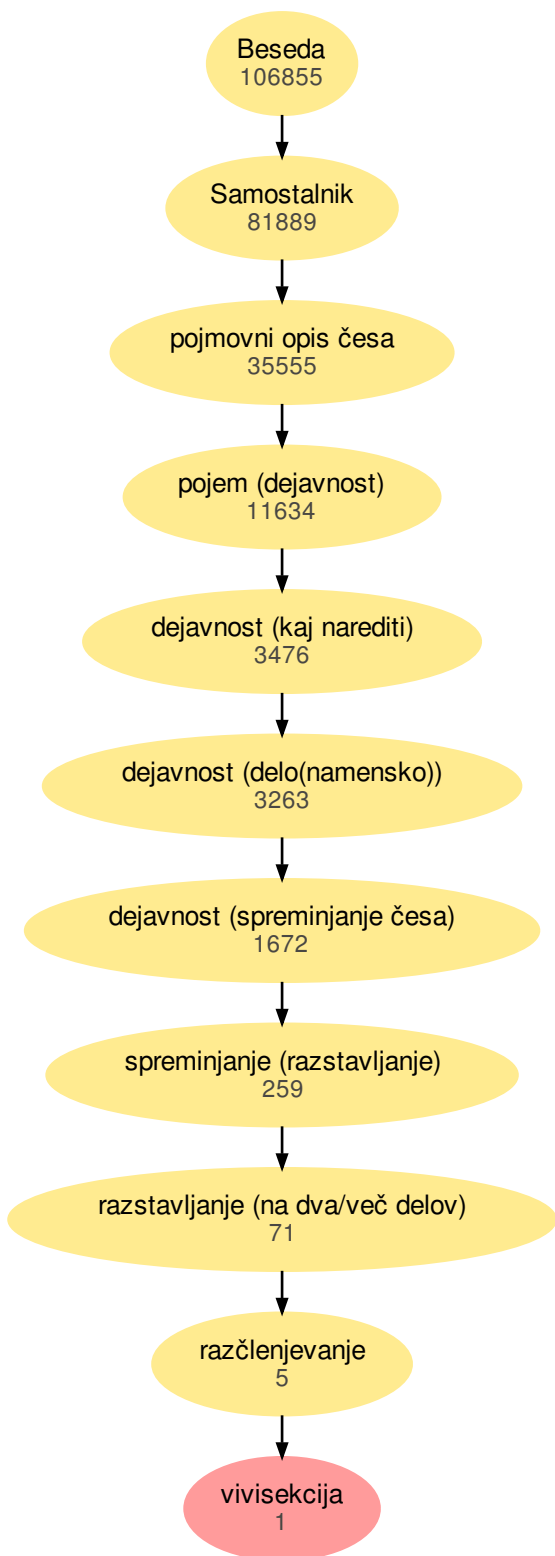 Beseda
106855
Samostalnik
81889
pojmovni opis česa
35555
pojem (dejavnost)
11634
dejavnost (kaj narediti)
3476
dejavnost (delo(namensko))
3263
dejavnost (spreminjanje česa)
1672
spreminjanje (razstavljanje)
259
razstavljanje (na dva/več delov)
71
razčlenjevanje
5
vivisekcija
1